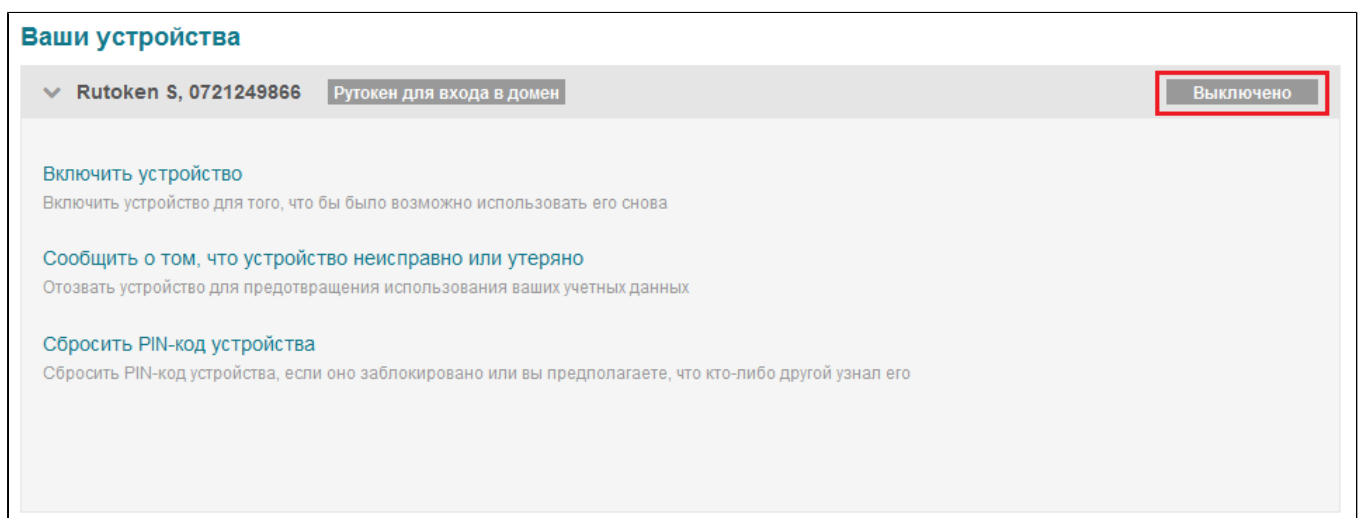 Ваши устройства
Rutoken S, 0721249866 Рутокен для входа в домен Выключено
Включить устройство
Включить устройство для того, что бы было возможно использовать его снова
Сообщить о том, что устройство неисправно или утеряно
Отозвать устройство для предотвращения использования ваших учетных данных
Сбросить PIN-код устройства
Сбросить PIN-код устройства, если оно заблокировано или вы предполагаете, что кто-либо другой узнал его